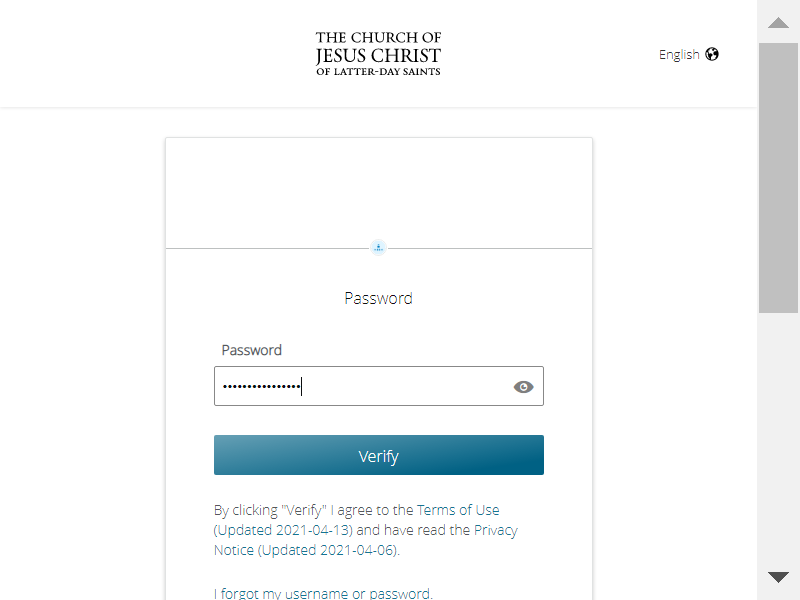 THE CHURCH OF
JESUS CHRIST
OF LATTER-DAY SAINTS
English
Password
Password
••••••••••••••••
Verify
By clicking "Verify" I agree to the Terms of Use
(Updated 2021-04-13) and have read the Privacy
Notice (Updated 2021-04-06).
I forgot my username or password.